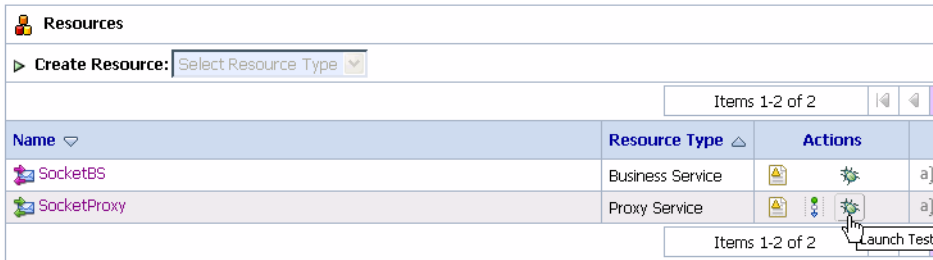 Resources
Create Resource: Select Resource Type
Items 1-2 of 2
Name Resource Type Actions
SocketBS Business Service
SocketProxy Proxy Service
Items 1-2 of 2 Launch Test